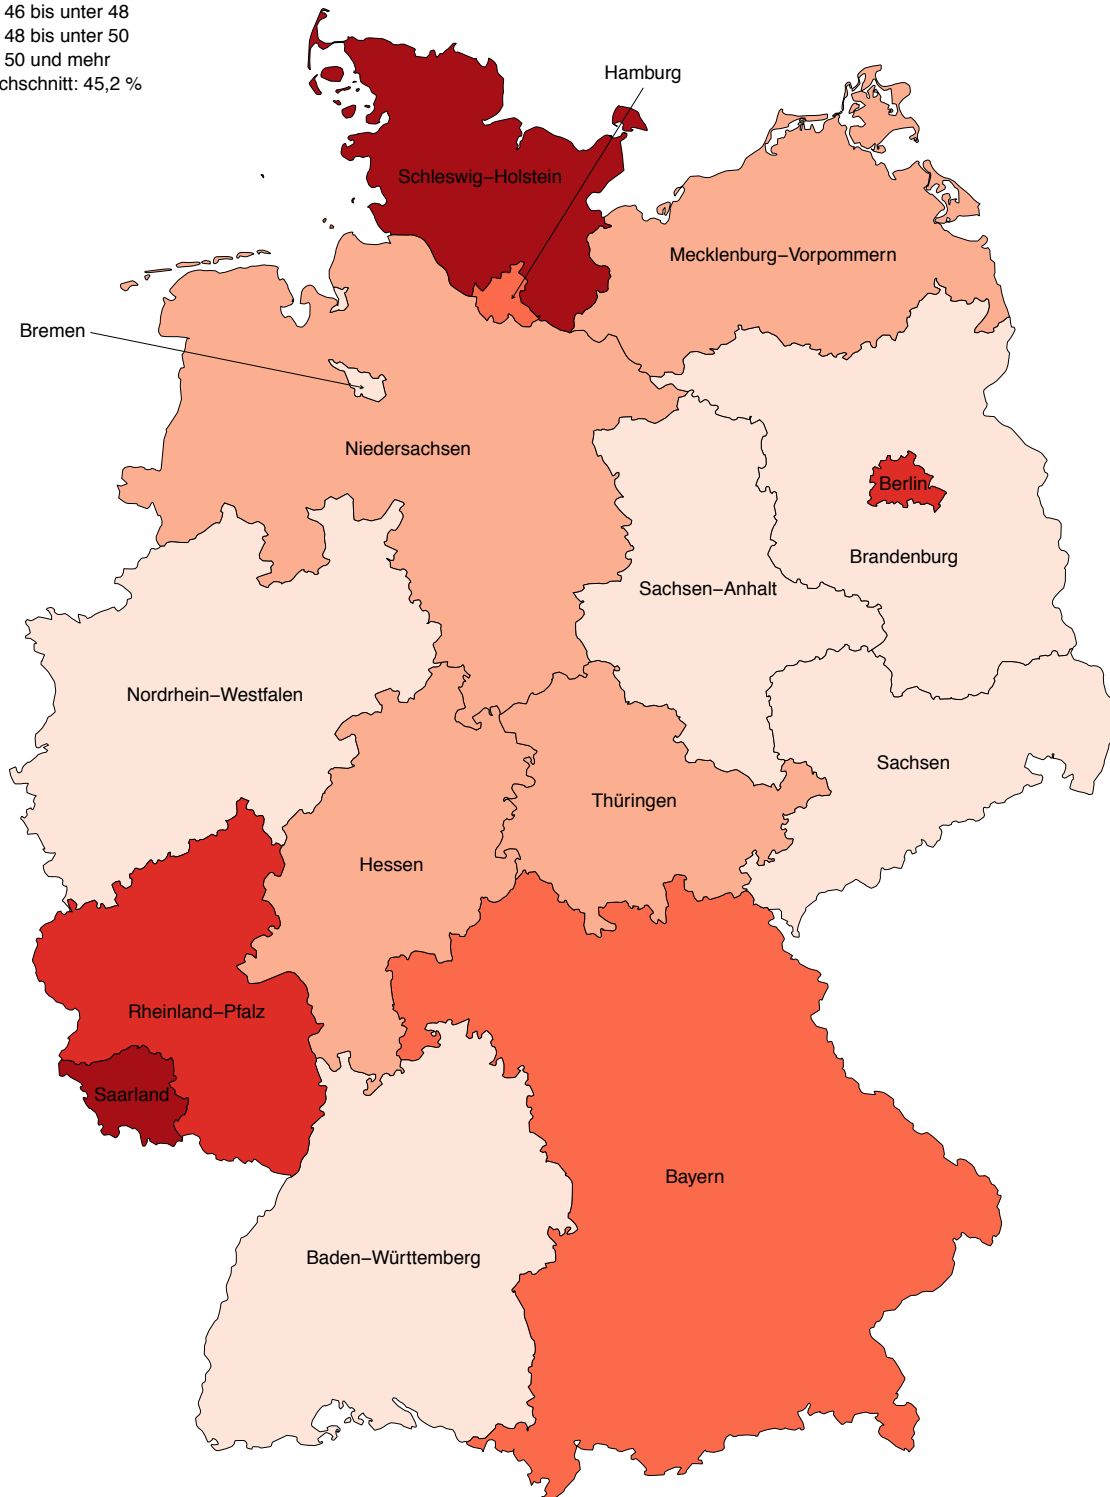 46 bis unter 48
48 bis unter 50
50 und mehr
chschnitt: 45,2 %
Hamburg
Schleswig−Holstein
Mecklenburg−Vorpommern
Bremen
Niedersachsen
Berlin
Brandenburg
Sachsen−Anhalt
Nordrhein−Westfalen
Sachsen
Thüringen
Hessen
Rheinland−Pfalz
Saarland
Bayern
Baden−Württemberg